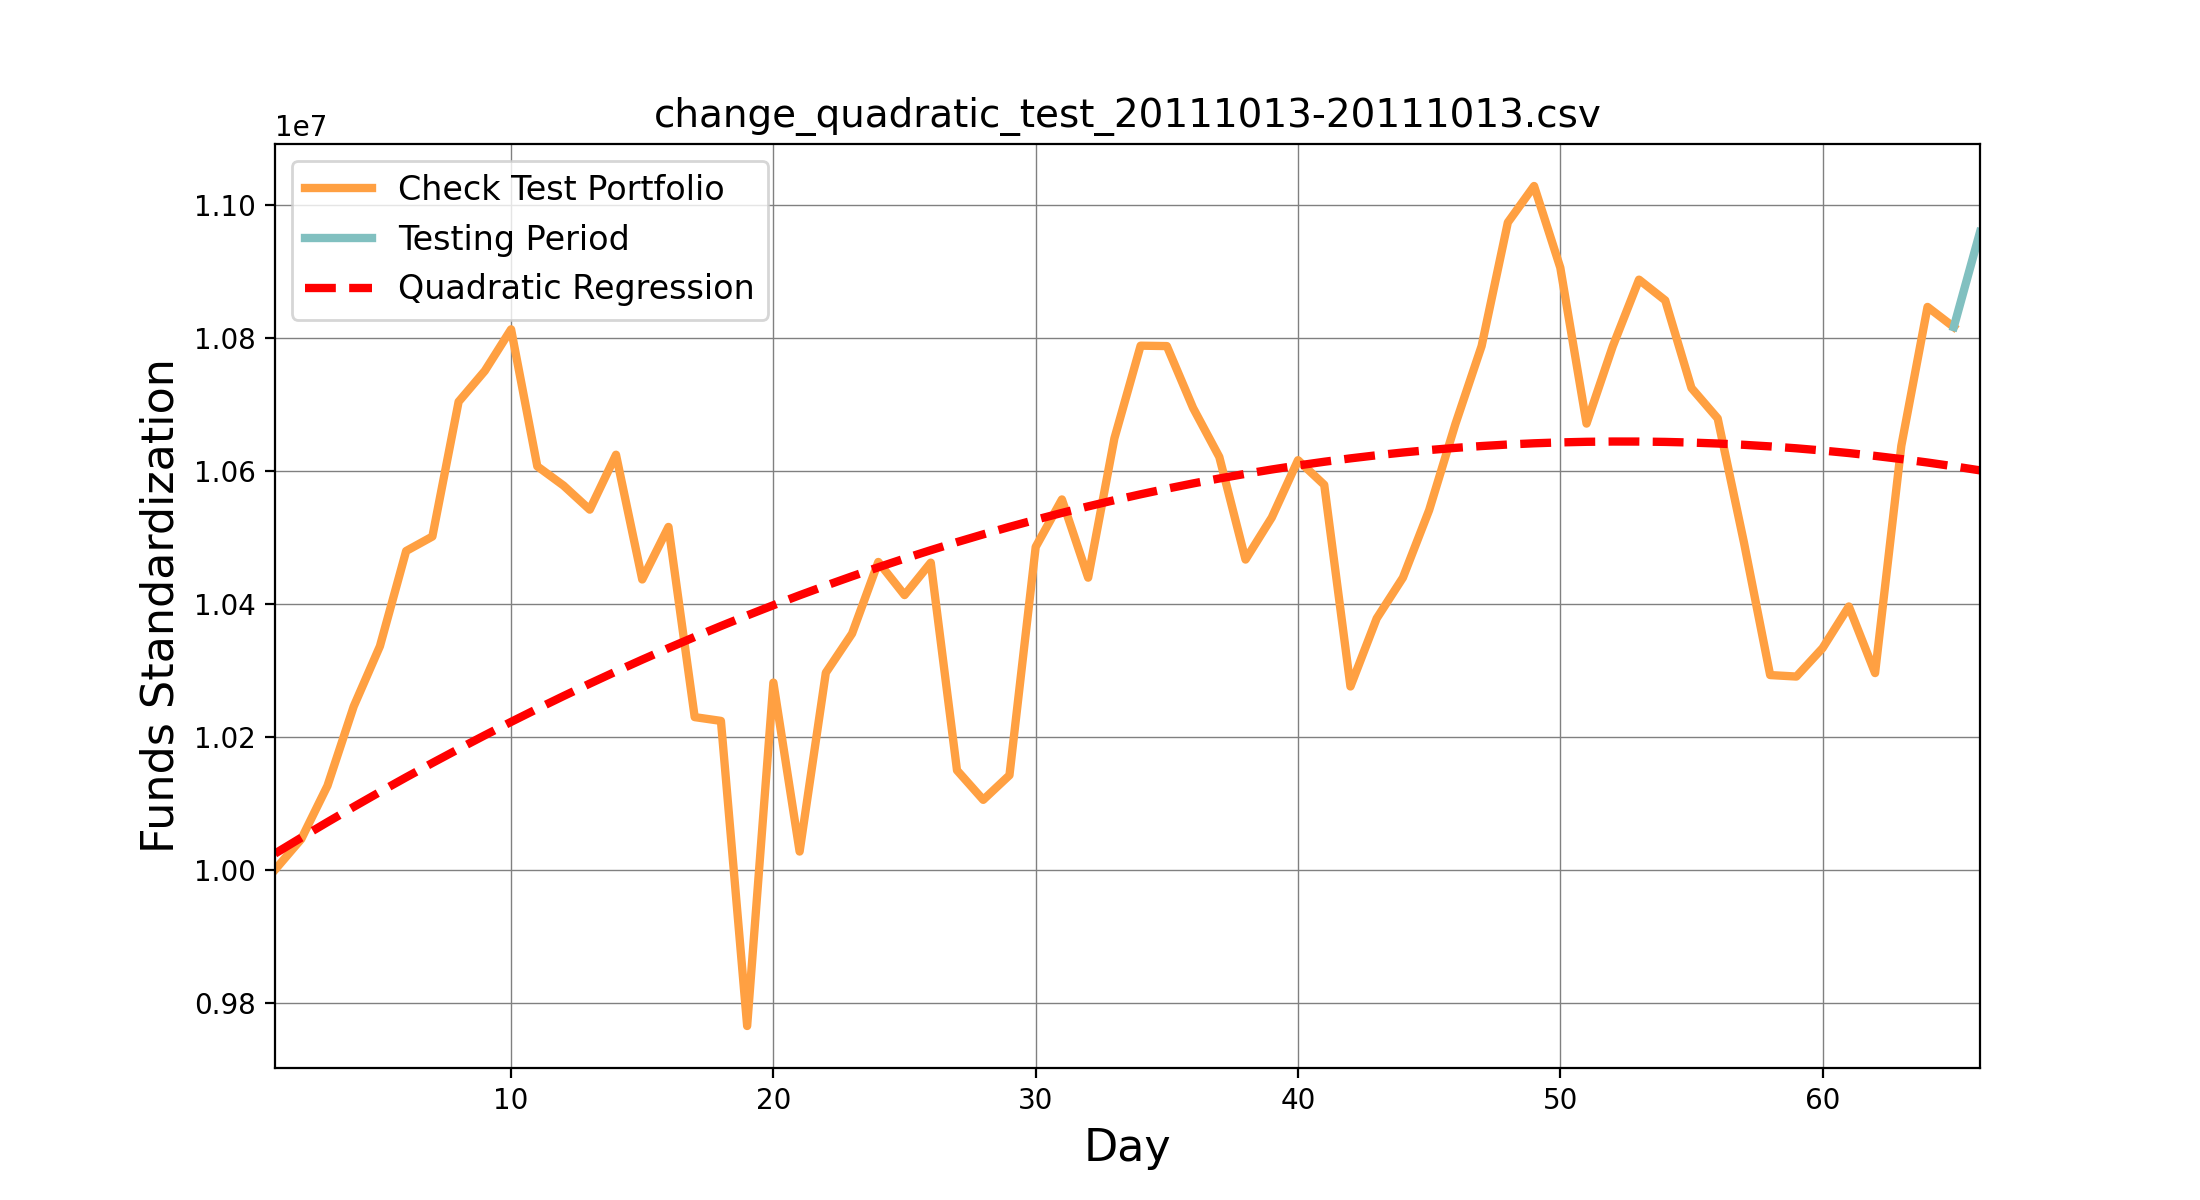 change_quadratic_test_20111013-20111013.csv
1e7
Check Test Portfolio
Testing Period
Quadratic Regression
1.10
1.08
1.06
1.04
1.02
1.00
0.98
Funds Standardization
10 20 30 40 50 60
Day